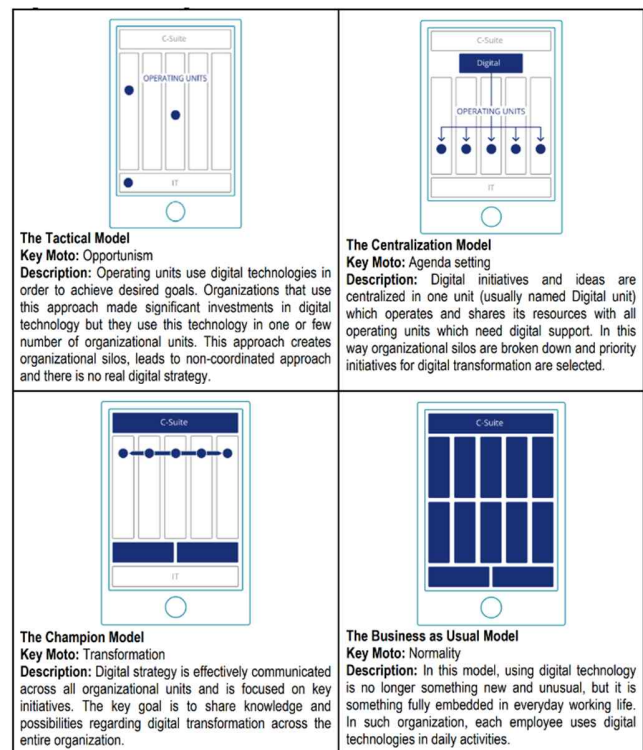 C-Suite
OPERATING UNITS
IT
The Tactical Model
Key Moto: Opportunism
Description: Operating units use digital technologies in
order to achieve desired goals. Organizations that use
this approach made significant investments in digital
technology but they use this technology in one or few
number of organizational units. This approach creates
organizational silos, leads to non-coordinated approach
and there is no real digital strategy.
C-Suite
Digital
OPERATING UNITS
IT
The Centralization Model
Key Moto: Agenda setting
Description: Digital initiatives and ideas are
centralized in one unit (usually named Digital unit)
which operates and shares its resources with all
operating units which need digital support. In this
way organizational silos are broken down and priority
initiatives for digital transformation are selected.
C-Suite
IT
The Champion Model
Key Moto: Transformation
Description: Digital strategy is effectively communicated
across all organizational units and is focused on key
initiatives. The key goal is to share knowledge and
possibilities regarding digital transformation across the
entire organization.
C-Suite
The Business as Usual Model
Key Moto: Normality
Description: In this model, using digital technology
is no longer something new and unusual, but it is
something fully embedded in everyday working life.
In such organization, each employee uses digital
technologies in daily activities.